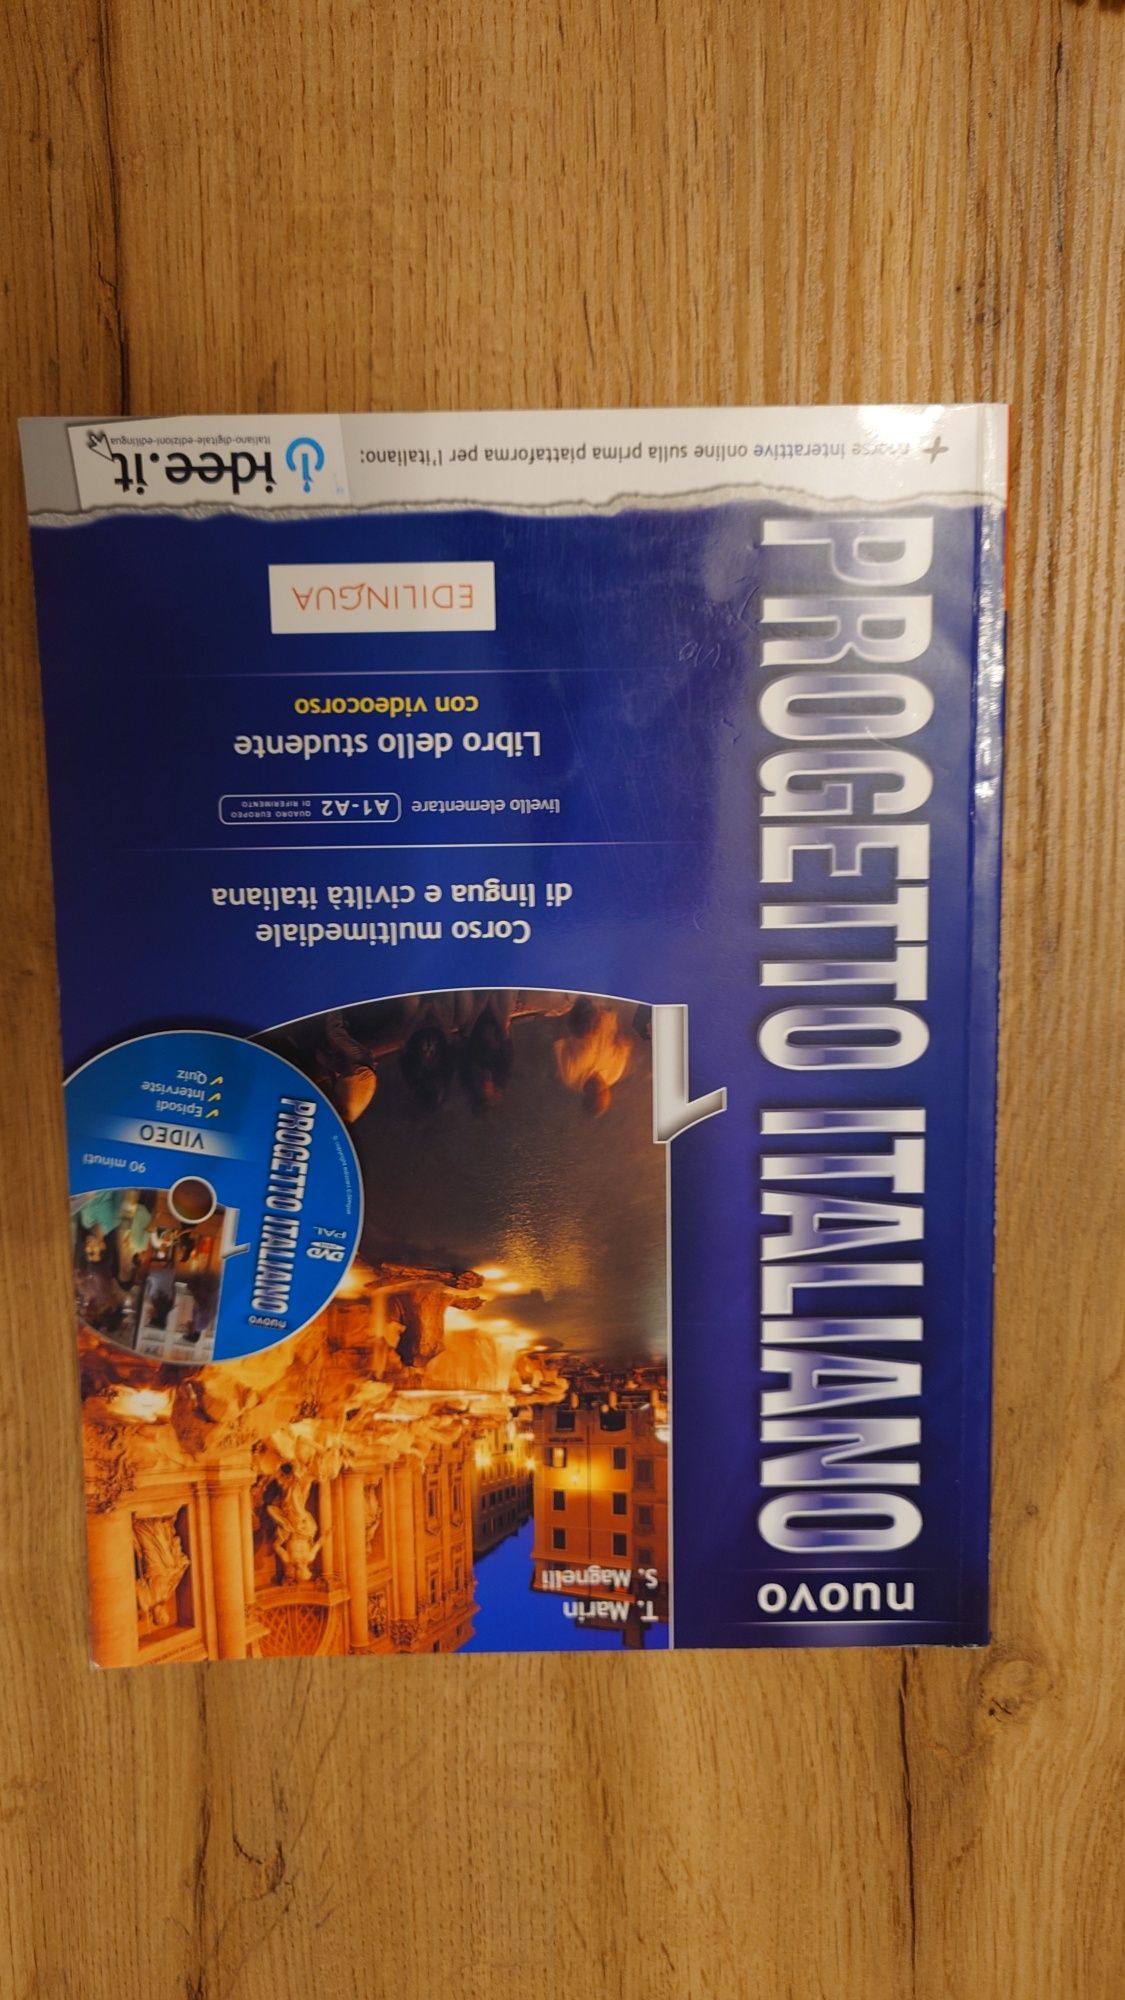 nuovo
PROGETTO ITALIANO
1
T. Marin
S. Magnelli
nuovo
PROGETTO ITALIANO
1
DVD
PAL
90 minuti
VIDEO
✓ Episodi
✓ Interviste
✓ Quiz
Corso multimediale
di lingua e civiltà italiana
livello elementare A1-A2 QUADRO EUROPEO
DI RIFERIMENTO
Libro dello studente
con videocorso
EDILINGUA
+ risorse interattive online sulla prima piattaforma per l'italiano:
i idee.it
italiano-digitale-edizioni-edilingua